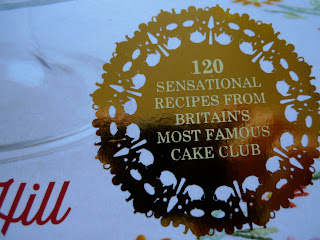 120
SENSATIONAL
RECIPES FROM
BRITAIN'S
MOST FAMOUS
CAKE CLUB
Hill